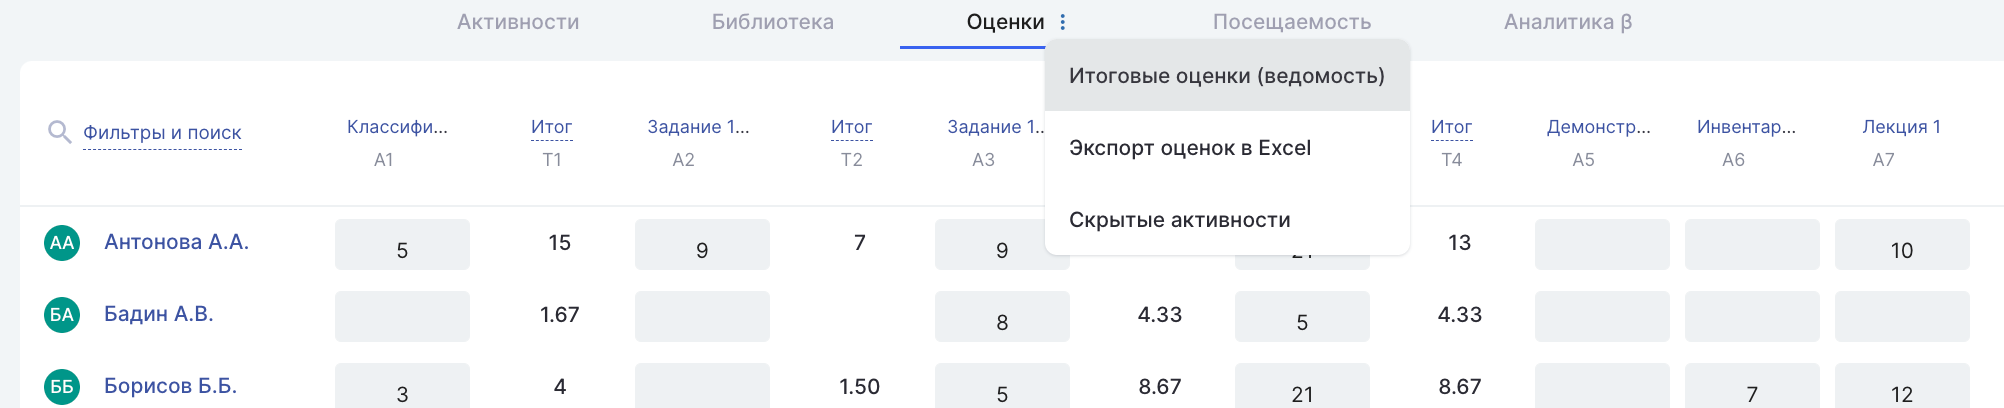 Активности Библиотека Оценки Посещаемость Аналитика β
Итоговые оценки (ведомость)
Экспорт оценок в Excel
Скрытые активности
Фильтры и поиск Классифи... Итог Задание 1... Итог Задание 1... Итог Демонстр... Инвентар... Лекция 1
A1 T1 A2 T2 A3 T4 A5 A6 A7
АА Антонова А.А. 5 15 9 7 9 13 10
БА Бадин А.В. 1.67 8 4.33 5 4.33
ББ Борисов Б.Б. 3 4 1.50 5 8.67 21 8.67 7 12